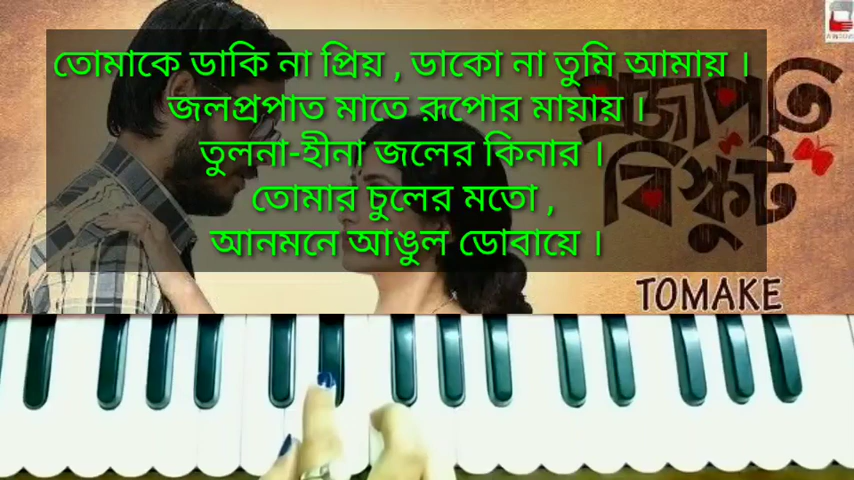 তোমাকে ডাকি না প্রিয় , ডাকো না তুমি আমায় ।
জলপ্রপাত মাতে রূপোর মায়ায় ।
তুলনা-হীনা জলের কিনার ।
তোমার চুলের মতো ,
আনমনে আঙুল ডোবায়ে ।
প্রজাপতি
বিস্কুট
TOMAKE